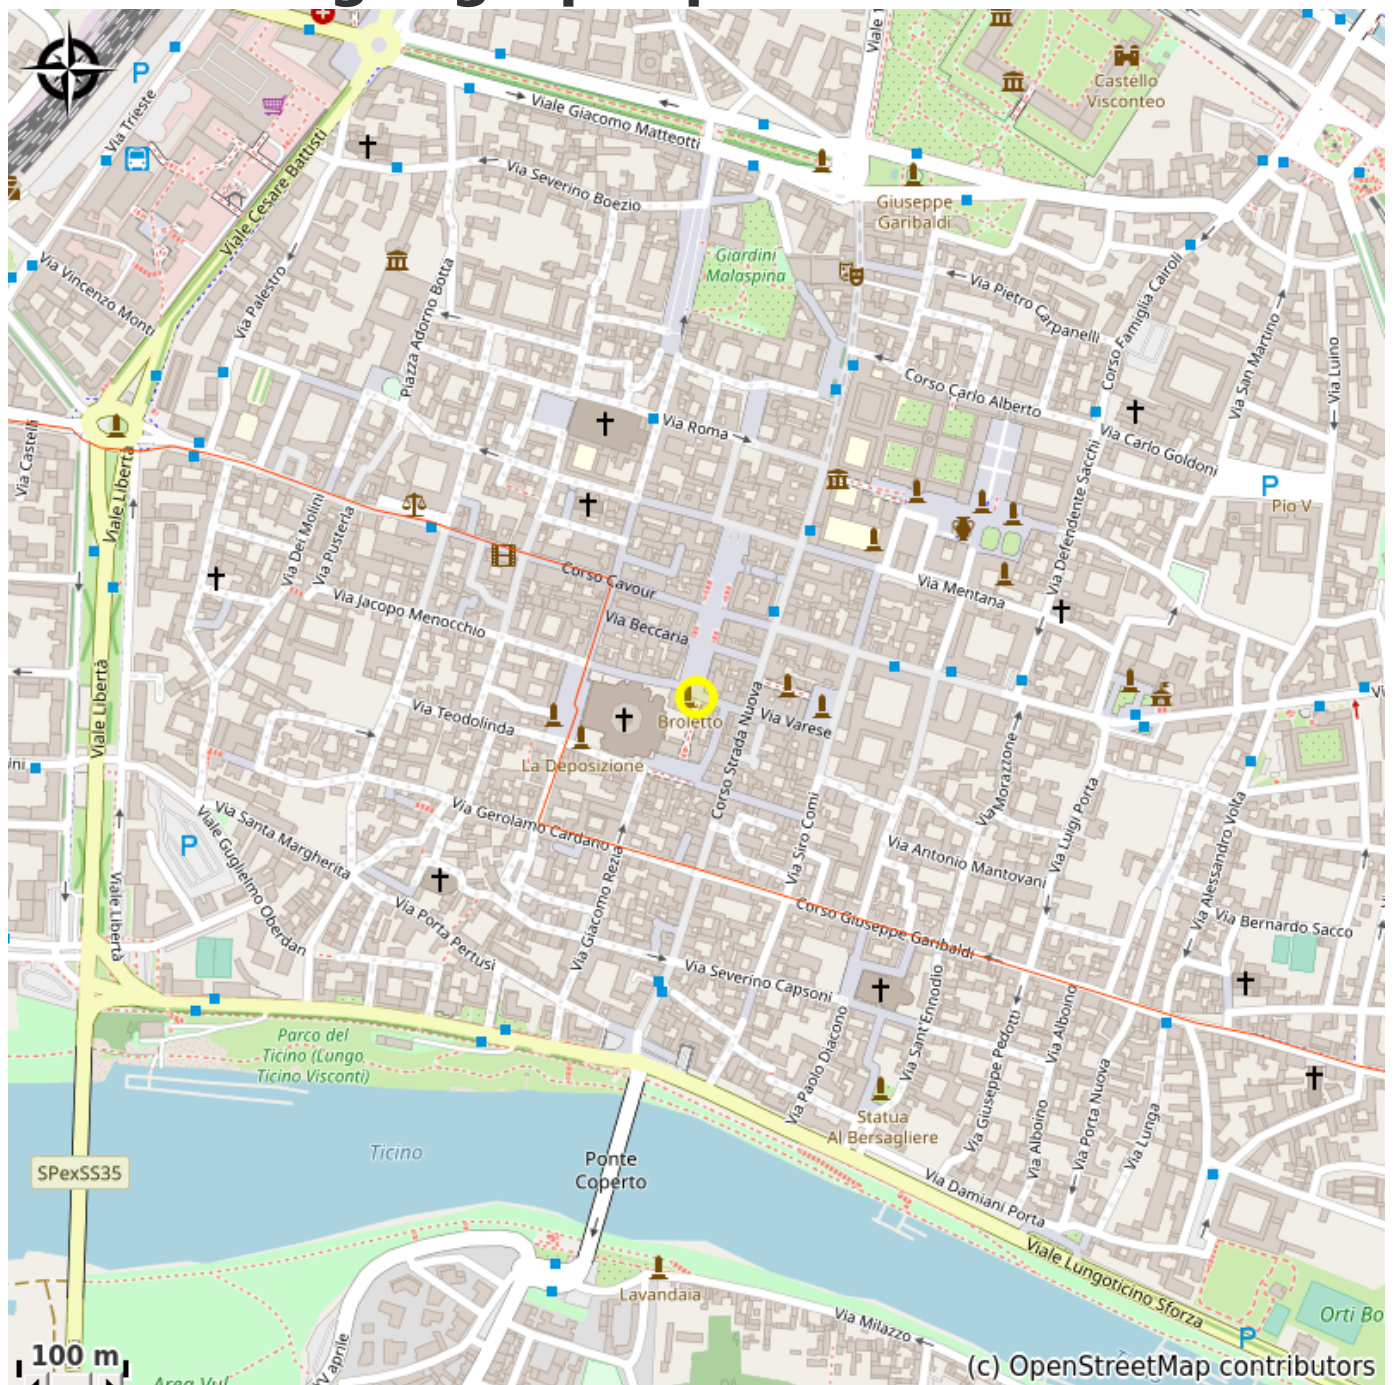 Viale Giacomo Matteotti
Castello
Visconteo
P
Via Trieste
Viale Cesare Battisti
Via Severino Boezio
Giuseppe
Garibaldi
Giardini
Malaspina
Via Vincenzo Monti
Via Palestro
Piazza Adorno Botta
Via Pietro Carpanelli
Corso Famiglia Cairoli
Via San Martino
Via Luino
Corso Carlo Alberto
Via Roma
Via Carlo Goldoni
Via Castelli
Viale Libertà
Via Dei Molini
Via Pusteria
Via Defendente Sacchi
P
Pio V
Corso Cavour
Via Mentana
Via Jacopo Menocchio
Via Beccaria
Viale Libertà
Via Teodolinda
Broletto
Corso Strada Nuova
Via Varese
La Deposizione
Via Morazzone
Via Luigi Porta
Via Gerolamo Cardano
Via Siro Comi
Via Santa Margherita
P
Viale Guglielmo Oberdan
Via Antonio Mantovani
Via Alessandro Volta
Viale Libertà
Via Porta Pertusi
Via Giacomo Rezia
Corso Giuseppe Garibaldi
Via Bernardo Sacco
Via Severino Capsoni
Parco del
Ticino (Lungo
Ticino Visconti)
Via Paolo Diacono
Via Sant'Ennodio
Via Giuseppe Pedotti
Via Alboino
Via Alboino
Via Porta Nuova
Via Lunga
Statua
Al Bersagliere
Ticino
Ponte
Coperto
SPexSS35
Via Damiani Porta
Viale Lungoticino Sforza
Lavandaia
Via Milazzo
Orti Bo
P
100 m
(c) OpenStreetMap contributors